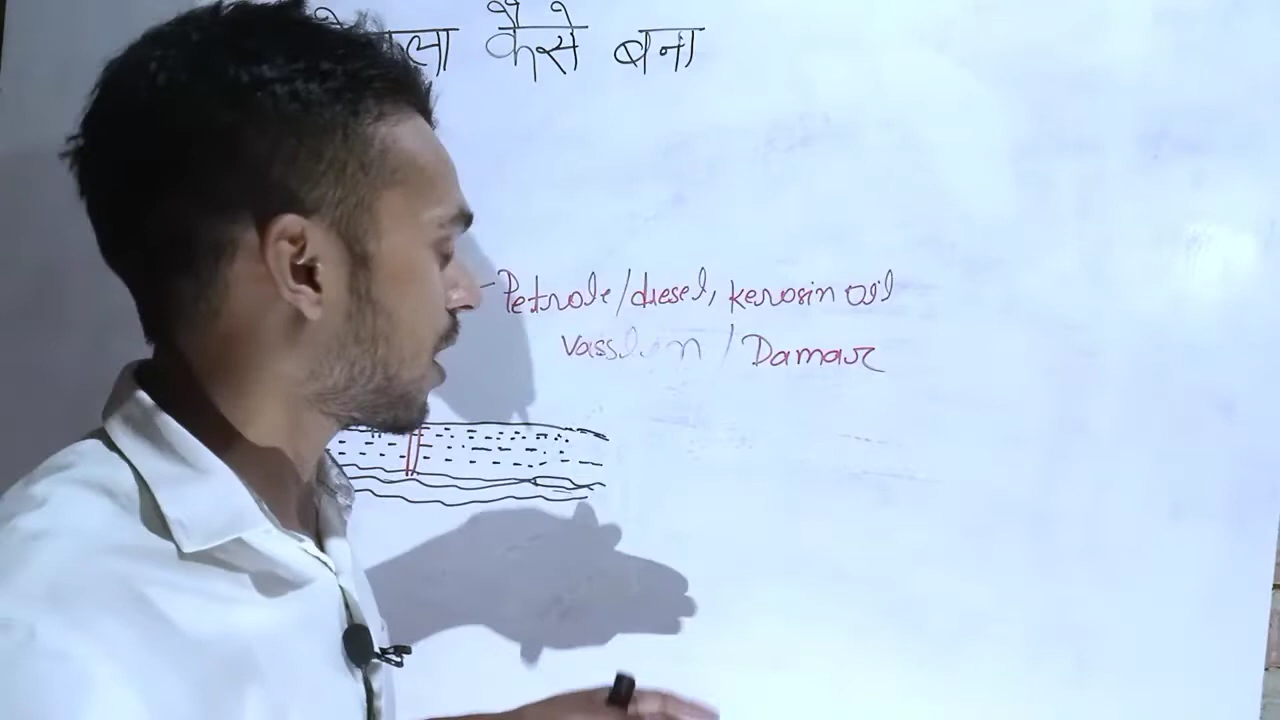 कैसे बना
Petrole/diesel, kerosin oil
/ Damar